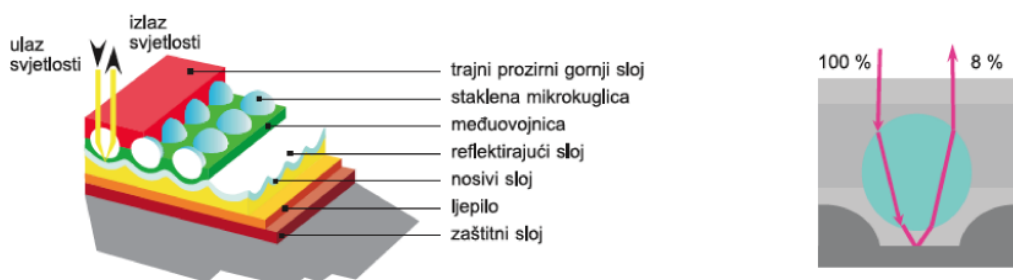 ulaz
svjetlosti
izlaz
svjetlosti
trajni prozirni gornji sloj
staklena mikrokuglica
međuovojnica
reflektirajući sloj
nosivi sloj
ljepilo
zaštitni sloj
100 %
8 %